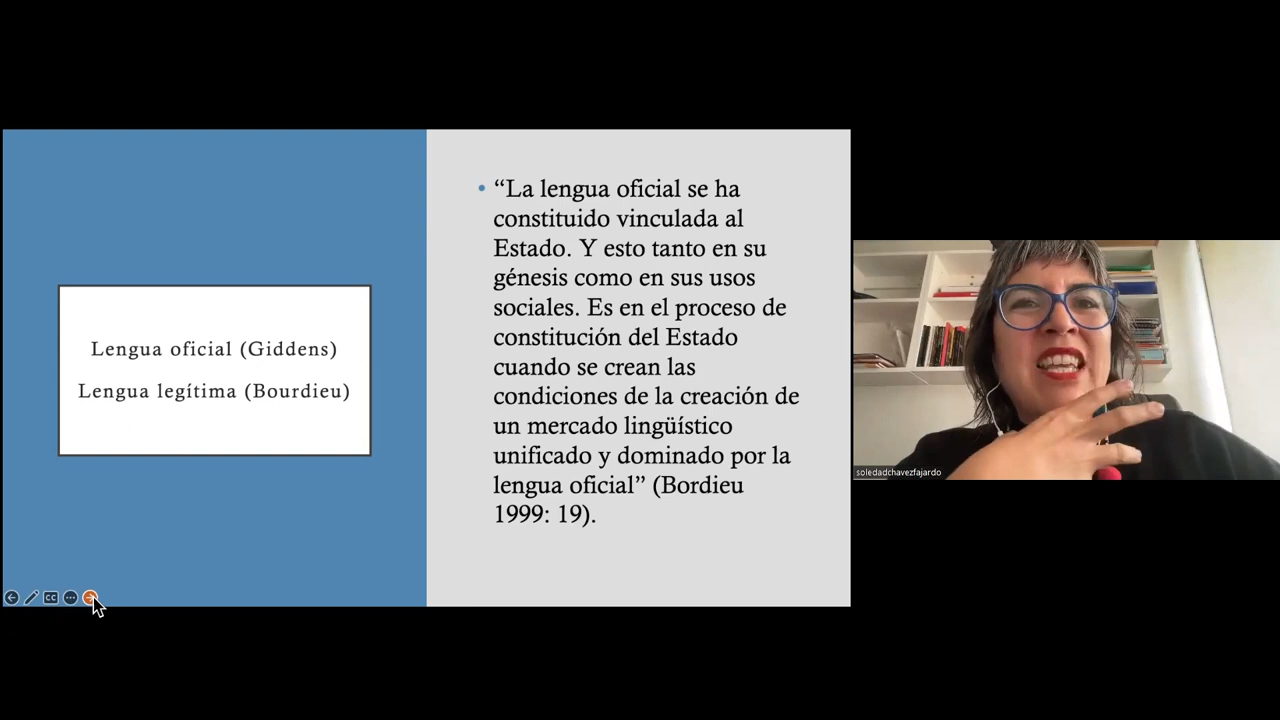 Lengua oficial (Giddens)
Lengua legítima (Bourdieu)
• “La lengua oficial se ha
constituido vinculada al
Estado. Y esto tanto en su
génesis como en sus usos
sociales. Es en el proceso de
constitución del Estado
cuando se crean las
condiciones de la creación de
un mercado lingüístico
unificado y dominado por la
lengua oficial” (Bordieu
1999: 19).
CC
soledadchavezfajardo